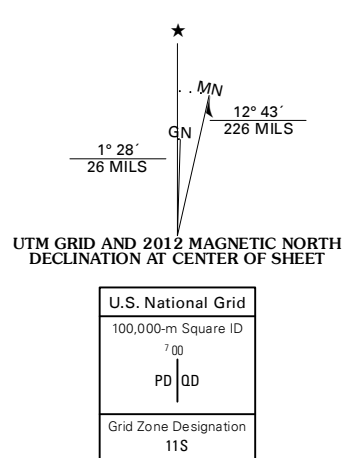 ★
MN
12° 43´
226 MILS
GN
1° 28´
26 MILS
UTM GRID AND 2012 MAGNETIC NORTH
DECLINATION AT CENTER OF SHEET
U.S. National Grid
100,000-m Square ID
7 00
PD QD
Grid Zone Designation
11S